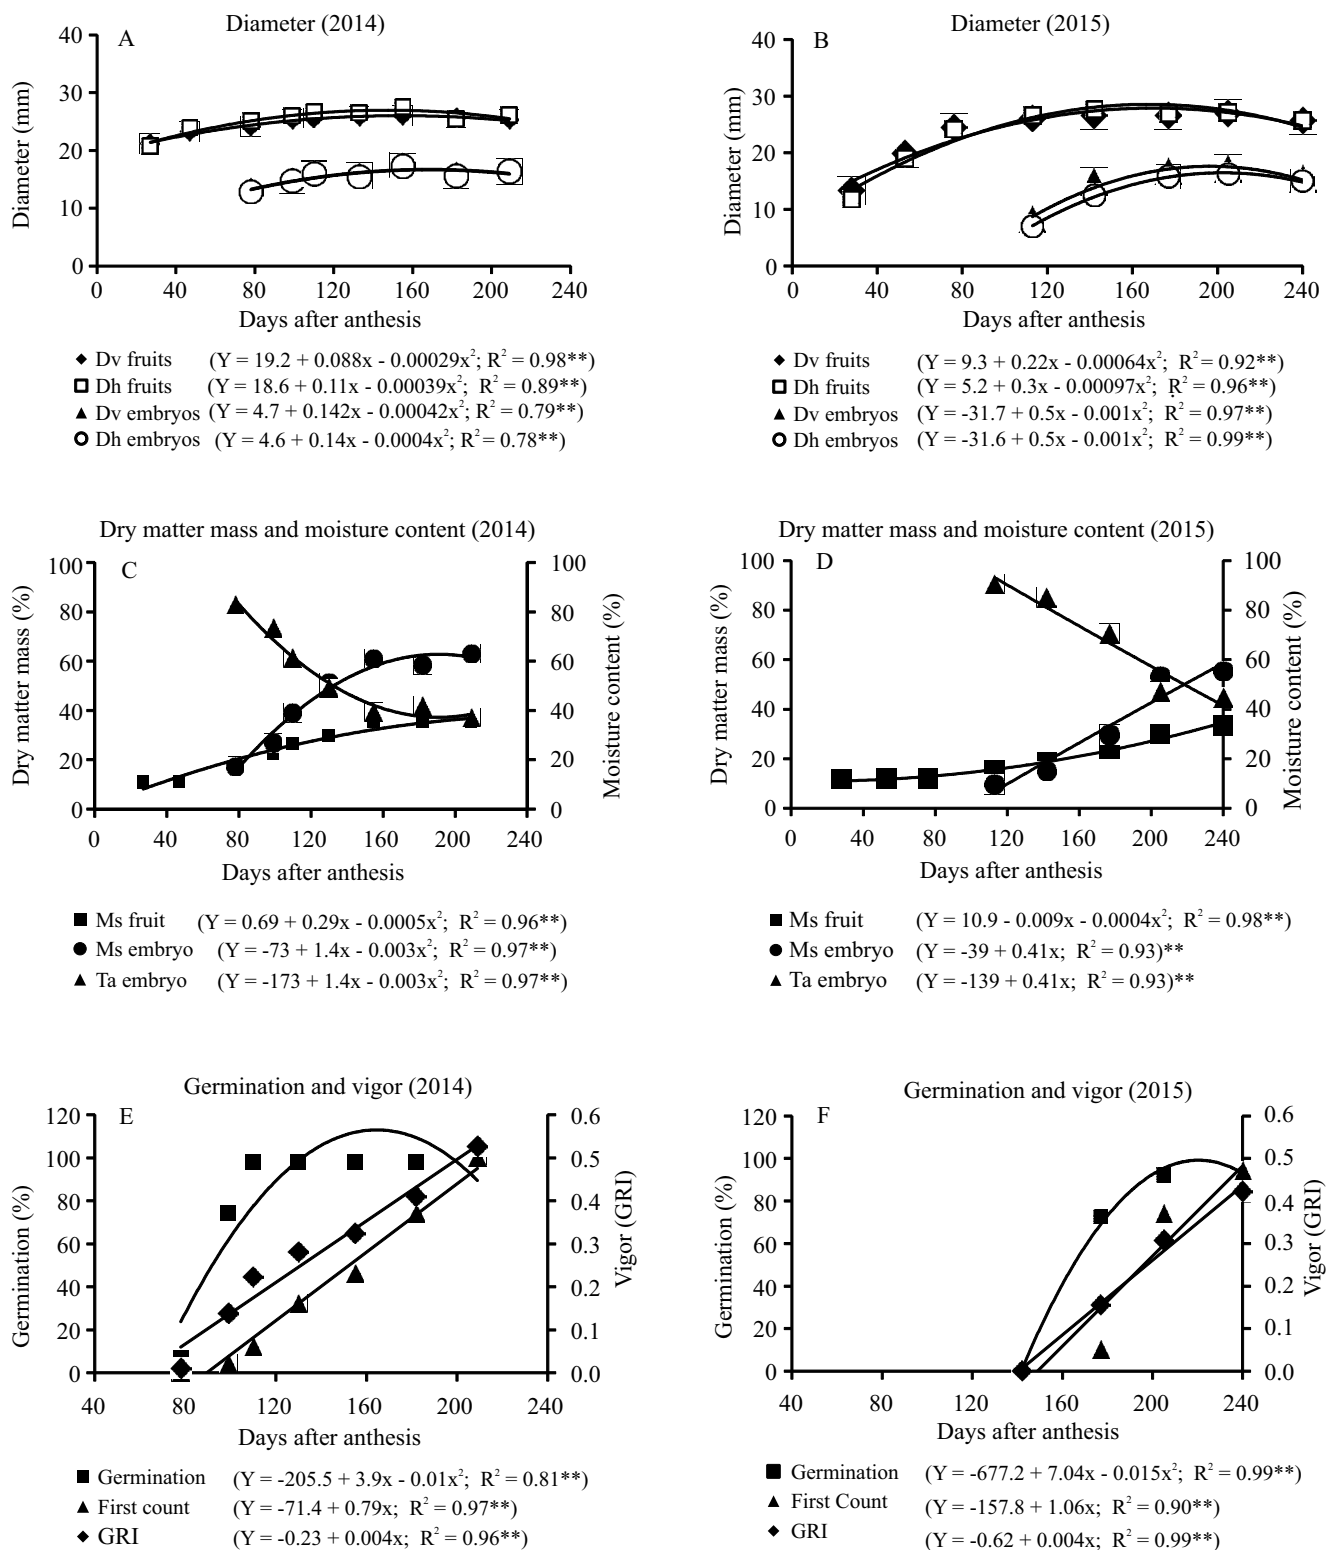 Diameter (2014)
A
Diameter (mm)
40
30
20
10
0
0 40 80 120 160 200 240
Days after anthesis
Dv fruits (Y = 19.2 + 0.088x - 0.00029x²; R² = 0.98**)
Dh fruits (Y = 18.6 + 0.11x - 0.00039x²; R² = 0.89**)
Dv embryos (Y = 4.7 + 0.142x - 0.00042x²; R² = 0.79**)
Dh embryos (Y = 4.6 + 0.14x - 0.0004x²; R² = 0.78**)
Diameter (2015)
B
Diameter (mm)
40
30
20
10
0
0 40 80 120 160 200 240
Days after anthesis
Dv fruits (Y = 9.3 + 0.22x - 0.00064x²; R² = 0.92**)
Dh fruits (Y = 5.2 + 0.3x - 0.00097x²; R² = 0.96**)
Dv embryos (Y = -31.7 + 0.5x - 0.001x²; R² = 0.97**)
Dh embryos (Y = -31.6 + 0.5x - 0.001x²; R² = 0.99**)
Dry matter mass and moisture content (2014)
C
Dry matter mass (%)
100
80
60
40
20
0
Moisture content (%)
100
80
60
40
20
0
0 40 80 120 160 200 240
Days after anthesis
Ms fruit (Y = 0.69 + 0.29x - 0.0005x²; R² = 0.96**)
Ms embryo (Y = -73 + 1.4x - 0.003x²; R² = 0.97**)
Ta embryo (Y = -173 + 1.4x - 0.003x²; R² = 0.97**)
Dry matter mass and moisture content (2015)
D
Dry matter mass (%)
100
80
60
40
20
0
Moisture content (%)
100
80
60
40
20
0
0 40 80 120 160 200 240
Days after anthesis
Ms fruit (Y = 10.9 - 0.009x - 0.0004x²; R² = 0.98**)
Ms embryo (Y = -39 + 0.41x; R² = 0.93)**
Ta embryo (Y = -139 + 0.41x; R² = 0.93)**
Germination and vigor (2014)
E
Germination (%)
120
100
80
60
40
20
0
Vigor (GRI)
0.6
0.5
0.4
0.3
0.2
0.1
0.0
40 80 120 160 200 240
Days after anthesis
Germination (Y = -205.5 + 3.9x - 0.01x²; R² = 0.81**)
First count (Y = -71.4 + 0.79x; R² = 0.97**)
GRI (Y = -0.23 + 0.004x; R² = 0.96**)
Germination and vigor (2015)
F
Germination (%)
120
100
80
60
40
20
0
Vigor (GRI)
0.6
0.5
0.4
0.3
0.2
0.1
0.0
40 80 120 160 200 240
Days after anthesis
Germination (Y = -677.2 + 7.04x - 0.015x²; R² = 0.99**)
First Count (Y = -157.8 + 1.06x; R² = 0.90**)
GRI (Y = -0.62 + 0.004x; R² = 0.99**)